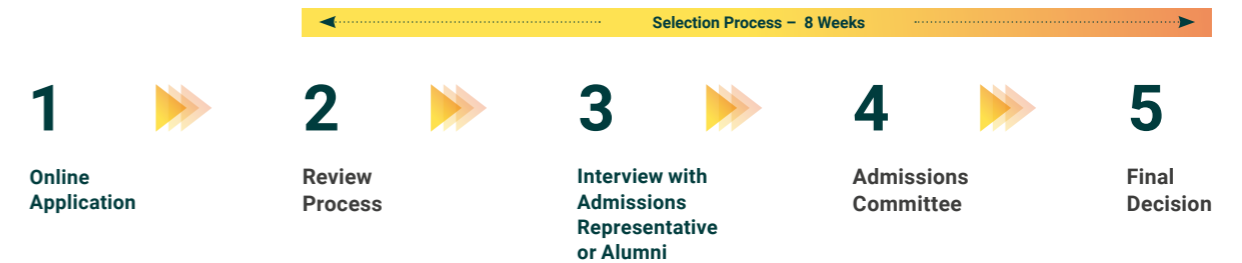 Selection Process – 8 Weeks
1
2
3
4
5
Online
Application
Review
Process
Interview with
Admissions
Representative
or Alumni
Admissions
Committee
Final
Decision